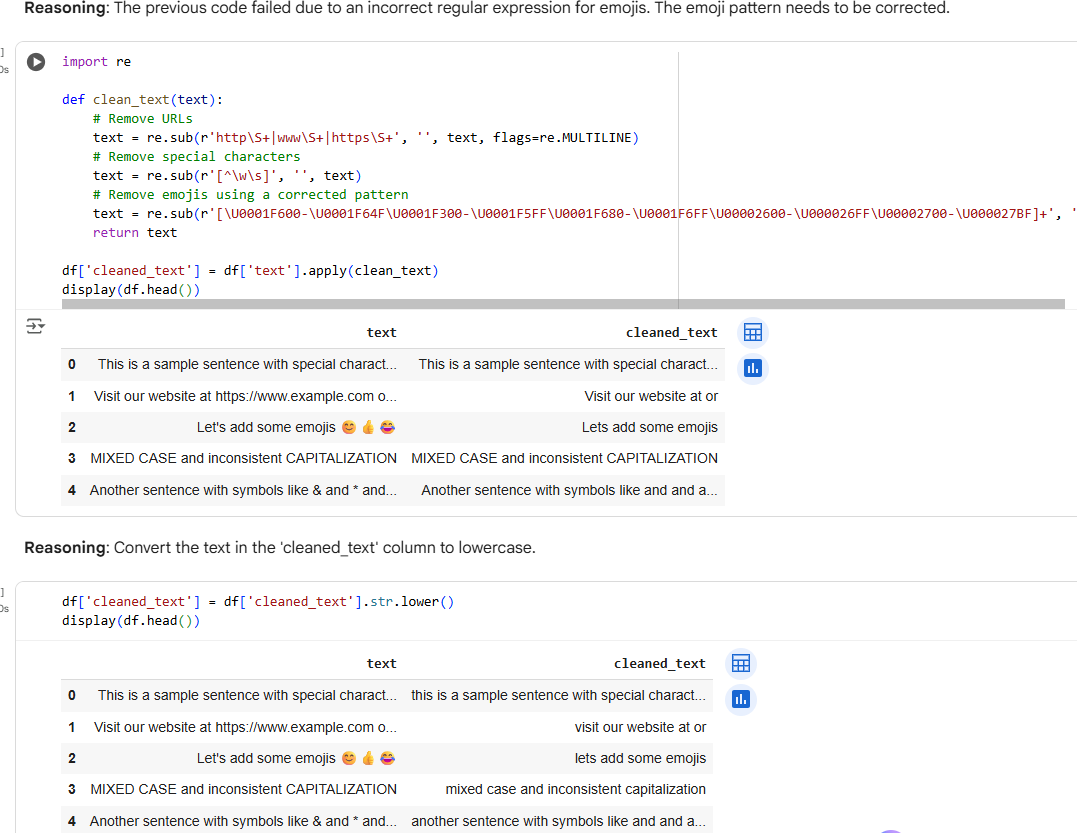 Reasoning: The previous code failed due to an incorrect regular expression for emojis. The emoji pattern needs to be corrected.
]
0s
import re
def clean_text(text):
# Remove URLs
text = re.sub(r'http\S+|www\S+|https\S+', '', text, flags=re.MULTILINE)
# Remove special characters
text = re.sub(r'[^\w\s]', '', text)
# Remove emojis using a corrected pattern
text = re.sub(r'[\U0001F600-\U0001F64F\U0001F300-\U0001F5FF\U0001F680-\U0001F6FF\U00002600-\U000026FF\U00002700-\U000027BF]+', '
return text
df['cleaned_text'] = df['text'].apply(clean_text)
display(df.head())
text cleaned_text
0 This is a sample sentence with special charact... This is a sample sentence with special charact...
1 Visit our website at https://www.example.com o... Visit our website at or
2 Let's add some emojis 😊 👍 😂 Lets add some emojis
3 MIXED CASE and inconsistent CAPITALIZATION MIXED CASE and inconsistent CAPITALIZATION
4 Another sentence with symbols like & and * and... Another sentence with symbols like and and a...
Reasoning: Convert the text in the 'cleaned_text' column to lowercase.
]
0s
df['cleaned_text'] = df['cleaned_text'].str.lower()
display(df.head())
text cleaned_text
0 This is a sample sentence with special charact... this is a sample sentence with special charact...
1 Visit our website at https://www.example.com o... visit our website at or
2 Let's add some emojis 😊 👍 😂 lets add some emojis
3 MIXED CASE and inconsistent CAPITALIZATION mixed case and inconsistent capitalization
4 Another sentence with symbols like & and * and... another sentence with symbols like and and a...